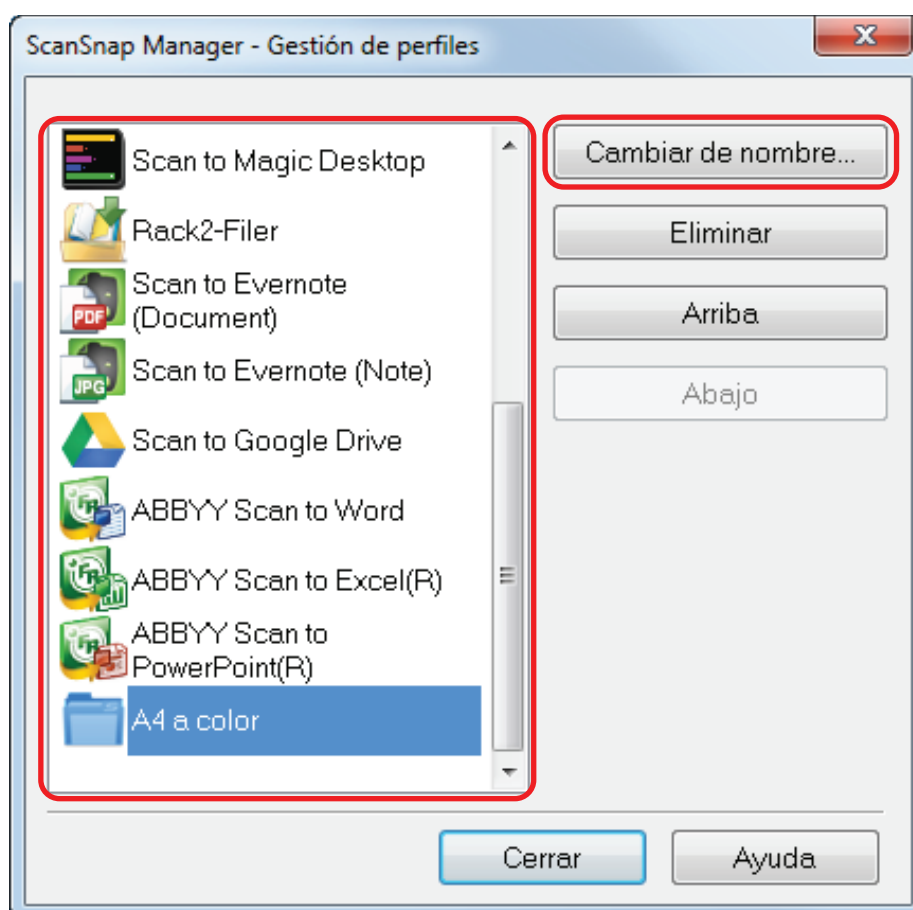 ScanSnap Manager - Gestión de perfiles
Scan to Magic Desktop
Rack2-Filer
Scan to Evernote
(Document)
PDF
Scan to Evernote (Note)
JPG
Scan to Google Drive
ABBYY Scan to Word
ABBYY Scan to Excel(R)
ABBYY Scan to
PowerPoint(R)
A4 a color
Cambiar de nombre...
Eliminar
Arriba
Abajo
Cerrar
Ayuda